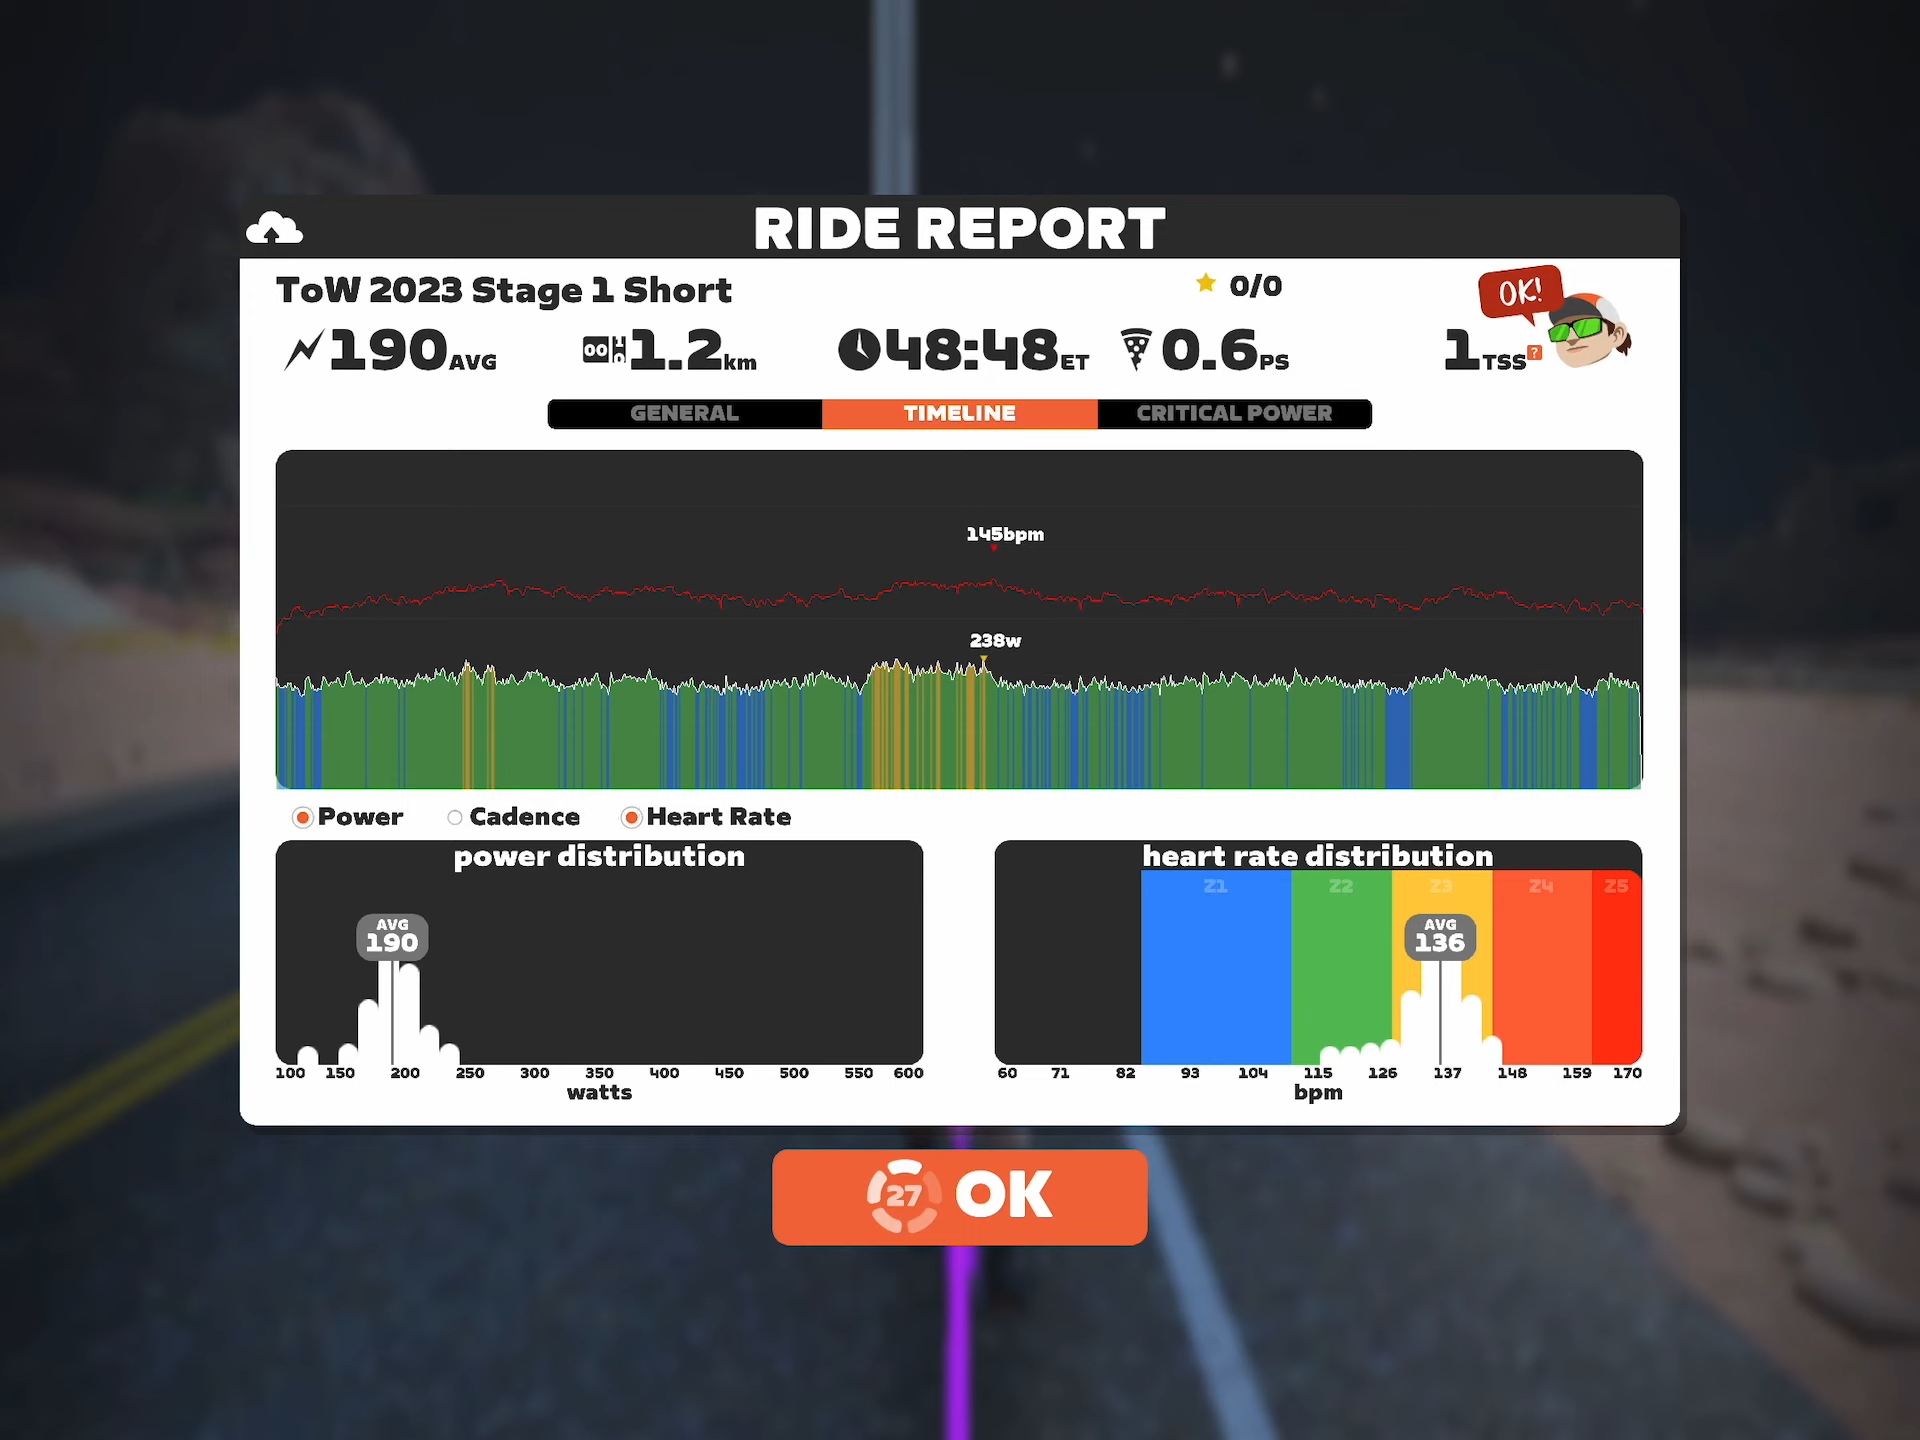 RIDE REPORT
ToW 2023 Stage 1 Short
0/0
OK!
190AVG
1.2km
48:48ET
0.6PS
1TSS?
GENERAL
TIMELINE
CRITICAL POWER
145bpm
238w
Power
Cadence
Heart Rate
power distribution
AVG
190
100 150 200 250 300 350 400 450 500 550 600
watts
heart rate distribution
Z1 Z2 Z3 Z4 Z5
AVG
136
60 71 82 93 104 115 126 137 148 159 170
bpm
27 OK